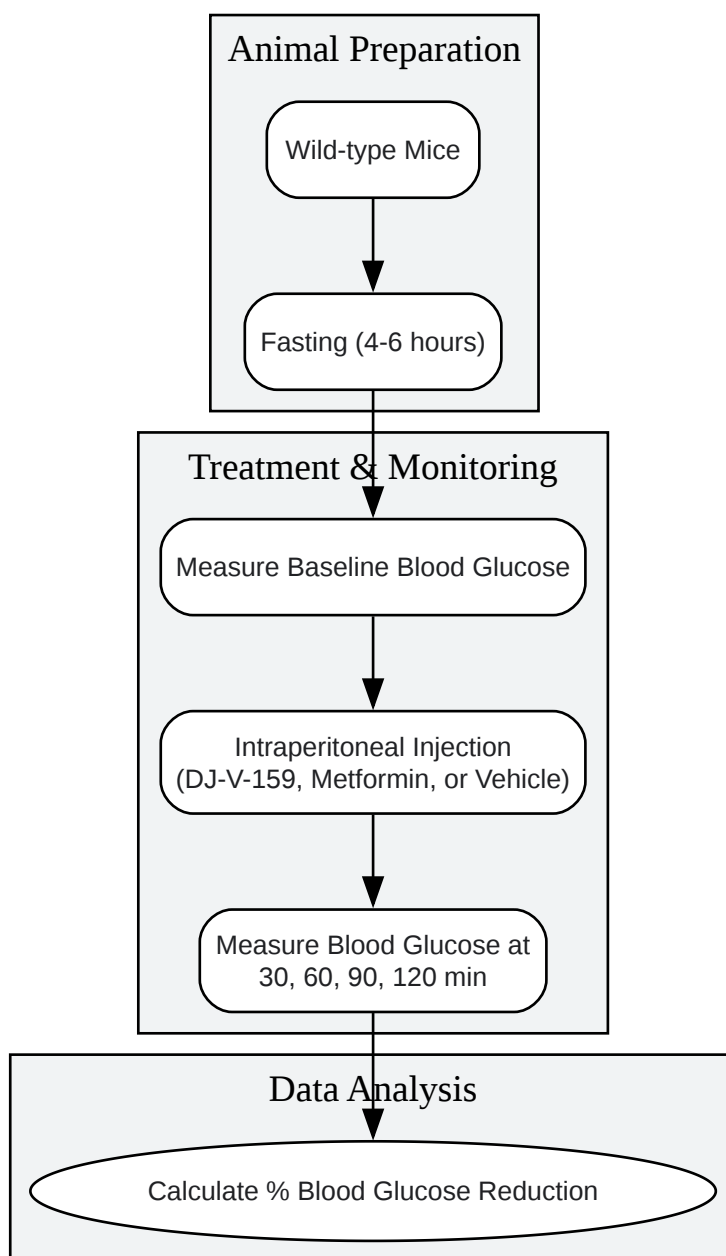 Animal Preparation
Wild-type Mice
Fasting (4-6 hours)
Treatment & Monitoring
Measure Baseline Blood Glucose
Intraperitoneal Injection
(DJ-V-159, Metformin, or Vehicle)
Measure Blood Glucose at
30, 60, 90, 120 min
Data Analysis
Calculate % Blood Glucose Reduction